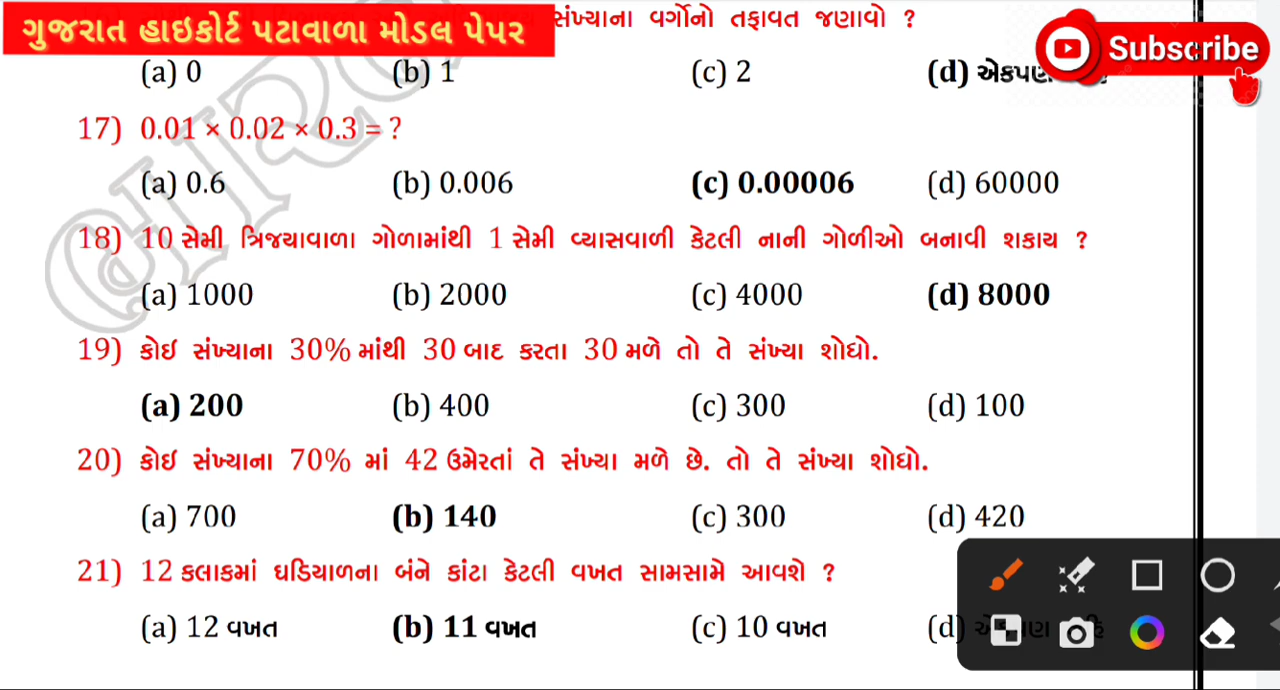 ગુજરાત હાઇકોર્ટ પટાવાળા મોડલ પેપર
સંખ્યાના વર્ગોનો તફાવત જણાવો ?
Subscribe
(a) 0 (b) 1 (c) 2 (d) એકપણ
17) 0.01 × 0.02 × 0.3 = ?
(a) 0.6 (b) 0.006 (c) 0.00006 (d) 60000
18) 10 સેમી ત્રિજ્યાવાળા ગોળામાંથી 1 સેમી વ્યાસવાળી કેટલી નાની ગોળીઓ બનાવી શકાય ?
(a) 1000 (b) 2000 (c) 4000 (d) 8000
19) કોઈ સંખ્યાના 30% માંથી 30 બાદ કરતા 30 મળે તો તે સંખ્યા શોધો.
(a) 200 (b) 400 (c) 300 (d) 100
20) કોઈ સંખ્યાના 70% માં 42 ઉમેરતાં તે સંખ્યા મળે છે. તો તે સંખ્યા શોધો.
(a) 700 (b) 140 (c) 300 (d) 420
21) 12 કલાકમાં ઘડિયાળના બંને કાંટા કેટલી વખત સામસામે આવશે ?
(a) 12 વખત (b) 11 વખત (c) 10 વખત (d)